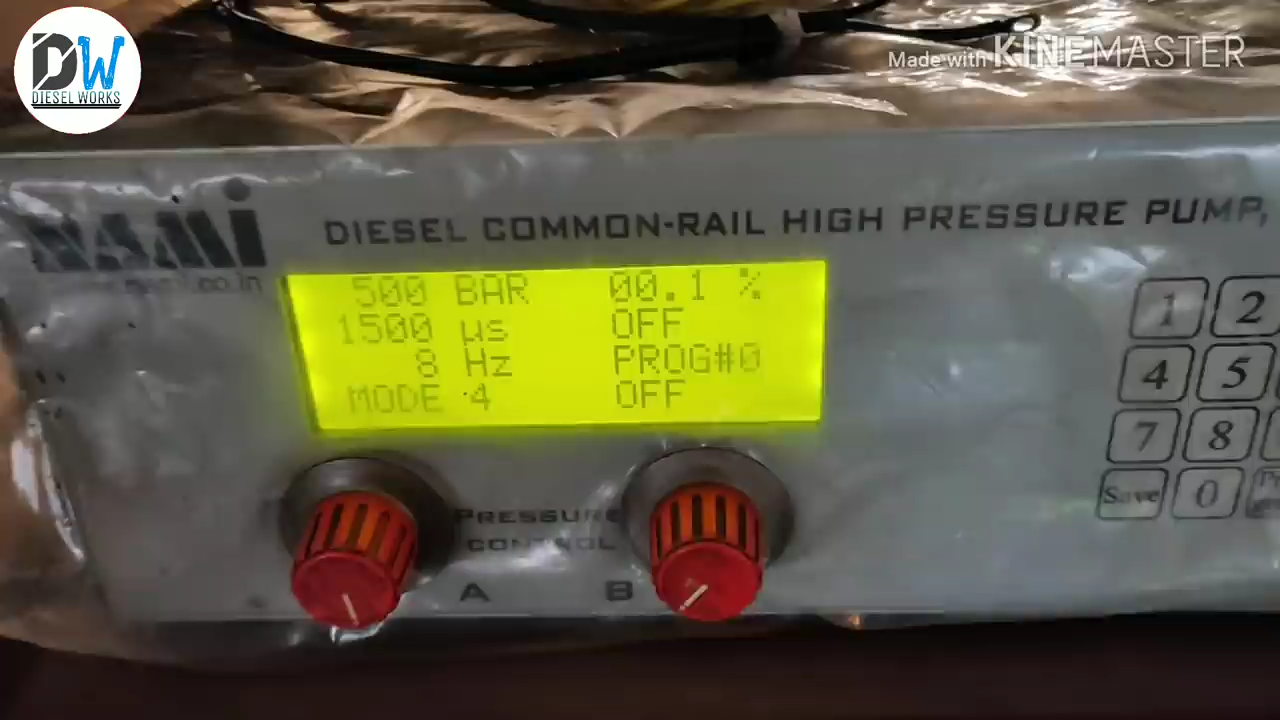 DW
DIESEL WORKS
Made with KINEMASTER
NAMi
DIESEL COMMON-RAIL HIGH PRESSURE PUMP,
500 BAR 00.1 %
1500 µs OFF
8 Hz PROG#0
MODE 4 OFF
PRESSURE
CONTROL
A B
1 2
4 5
7 8
Save 0